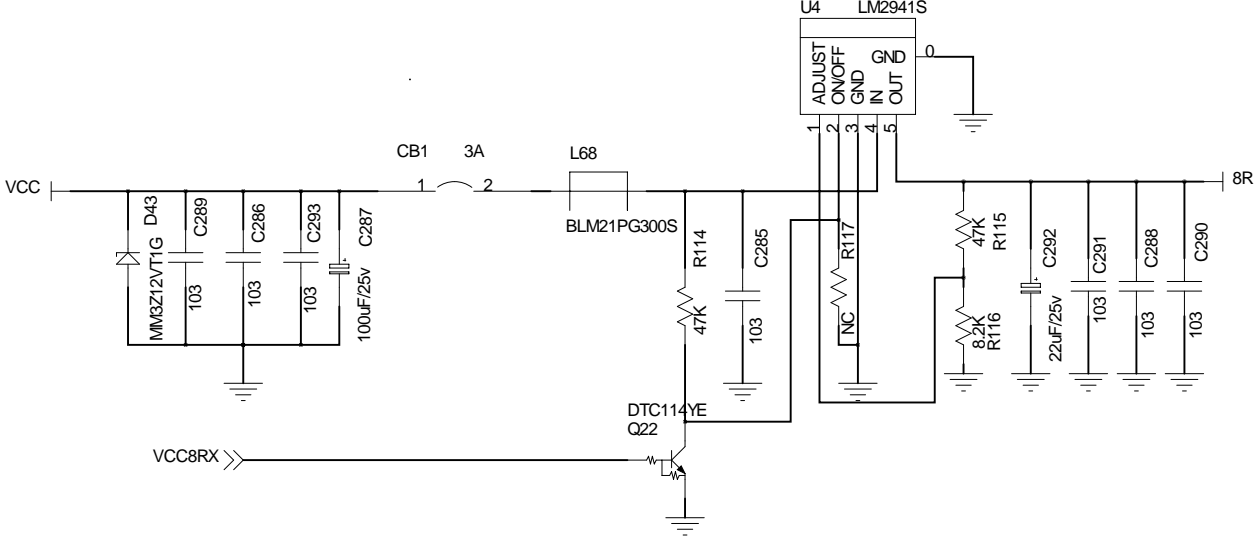 U4 LM2941S
ADJUST
ON/OFF
GND
IN
OUT
GND 0
1
2
3
4
5
CB1 3A
1 2
L68
BLM21PG300S
VCC
8R
D43
MM3Z12VT1G
C289
103
C286
103
C293
103
C287
100uF/25v
R114
47K
C285
103
R117
NC
47K
R115
8.2K
R116
C292
22uF/25v
C291
103
C288
103
C290
103
DTC114YE
Q22
VCC8RX